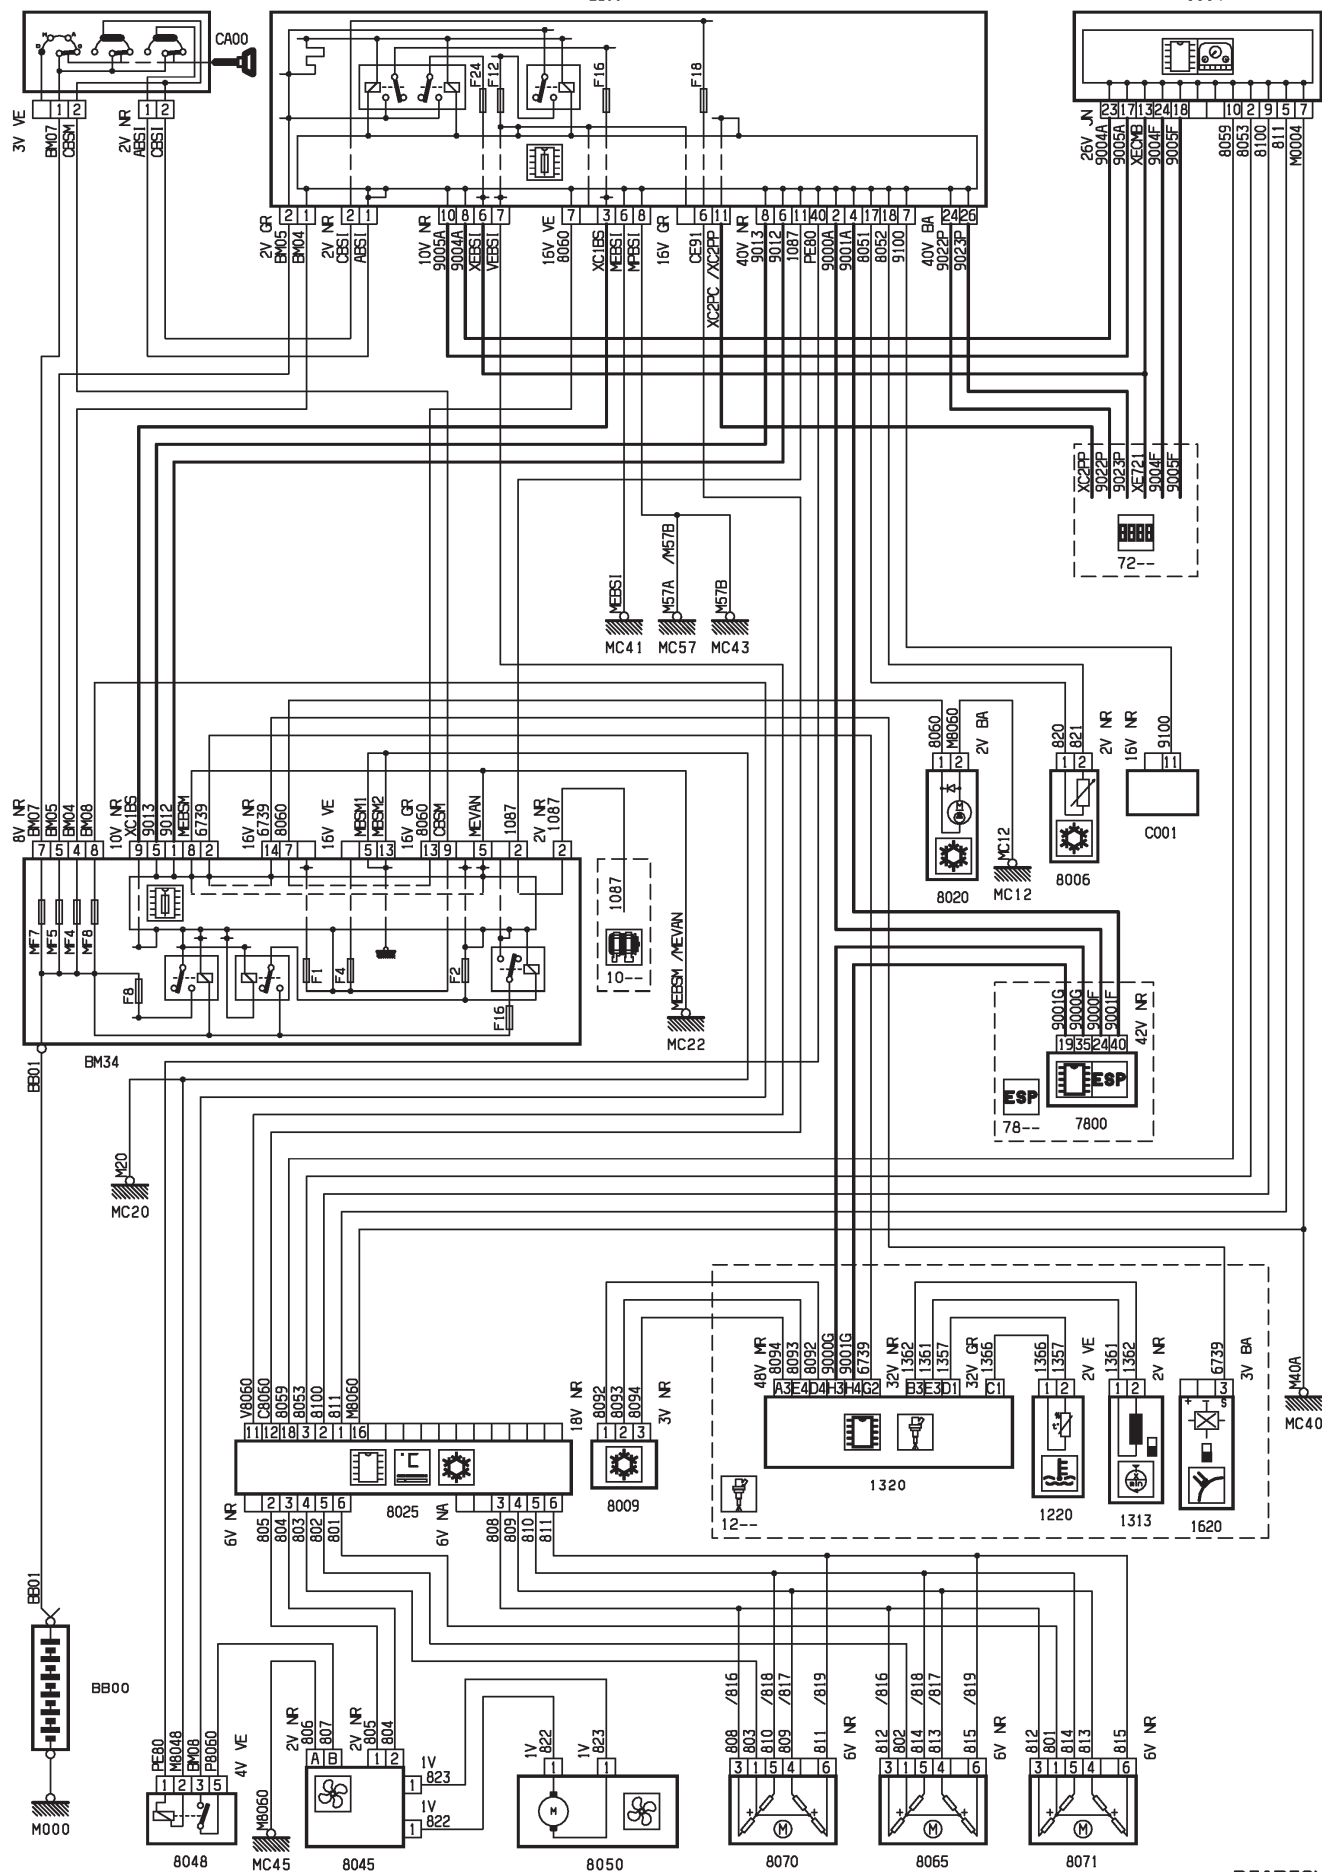 CA00
3V VE
BM07
CBSM
2V NR
ABSI
CBSI
1 2
1 2
F24
F12
F16
F18
26V JN
9004A
9005A
XECMB
9004F
9005F
8059
8053
8100
811
M0004
23 17 13 24 18 10 2 9 5 7
2 1 2 1 10 8 6 7 7 3 6 8 6 11 8 6 11 40 2 4 17 18 7 24 26
2V GR
BM05
BM04
2V NR
CBSI
ABSI
10V NR
9005A
9004A
XEBSI
VEBSI
16V VE
8060
XC1BS
MEBSI
MPBSI
16V GR
CE91
XC2PC /XC2PP
40V NR
9013
9012
1087
PE80
9000A
9001A
8051
8052
9100
40V BA
9022P
9023P
XC2PP
9022P
9023P
XE721
9004F
9005F
72--
MEBSI
M57A /M57B
M57B
MC41
MC57
MC43
8060
M8060
2V BA
820
821
2V NR
16V NR
9100
1 2
1 2
11
C001
8020
MC12
MC12
8006
8V NR
BM07
BM05
BM04
BM08
10V NR
XC1BS
9013
9012
MEBSM
6739
16V NR
6739
8060
16V VE
MBSM1
MBSM2
16V GR
8060
CBSM
MEVAN
1087
2V NR
1087
7 5 4 8 9 5 1 8 2 14 7 5 13 13 9 5 2 2
MF7
MF5
MF4
MF8
F8
F1
F4
F2
F16
1087
10--
MEBSM /MEVAN
MC22
BM34
BB01
9001G
9000G
9000F
9001F
42V NR
19 35 24 40
ESP
ESP
78--
7800
M20
MC20
V8060
C8060
8059
8053
8100
811
M8060
18V NR
11 12 18 3 2 1 16
°C
8025
8092
8093
8094
3V NR
1 2 3
8009
48V MR
8094
8093
8092
9000G
9001G
6739
32V NR
1362
1361
1357
32V GR
1366
A3 E4 D4 H3 H4 G2 B3 E3 D1 C1
1320
12--
1366
1357
2V VE
1 2
1220
1361
1362
2V NR
1 2
1313
6739
3V BA
3
1620
M40A
MC40
6V NR
805
804
803
802
801
2 3 4 5 6
6V NA
808
809
810
811
3 4 5 6
BB01
BB00
M000
PE80
M8048
BM08
P8060
4V VE
1 2 3 5
8048
M8060
MC45
2V NR
806
807
2V NR
805
804
A B
1 2
1V
823
1V
822
1
1
8045
1V
822
1V
823
1
1
M
8050
/816
/818
/817
/819
808
803
810
809
811
6V NR
3 1 5 4 6
M
8070
/816
/818
/817
/819
812
802
814
813
815
6V NR
3 1 5 4 6
M
8065
812
801
814
813
815
6V NR
3 1 5 4 6
M
8071